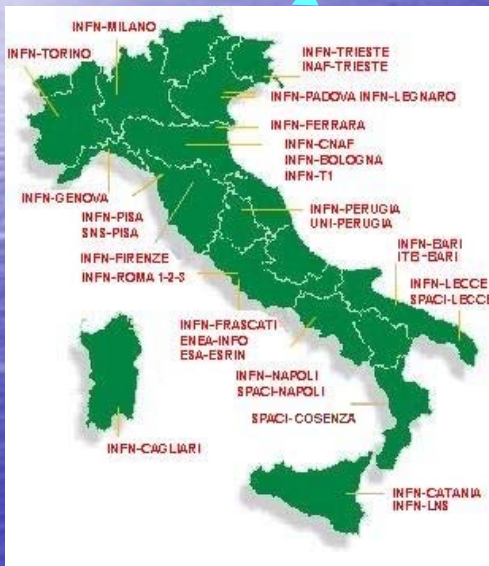 INFN-MILANO
INFN-TORINO
INFN-TRIESTE
INAF-TRIESTE
INFN-PADOVA INFN-LEGNARO
INFN-FERRARA
INFN-CNAF
INFN-BOLOGNA
INFN-T1
INFN-GENOVA
INFN-PISA
SNS-PISA
INFN-PERUGIA
UNI-PERUGIA
INFN-FIRENZE
INFN-ROMA 1-2-3
INFN-BARI
ITB-BARI
INFN-LECCE
SPACI-LECCE
INFN-FRASCATI
ENEA-INFO
ESA-ESRIN
INFN-NAPOLI
SPACI-NAPOLI
SPACI-COSENZA
INFN-CAGLIARI
INFN-CATANIA
INFN-LNS